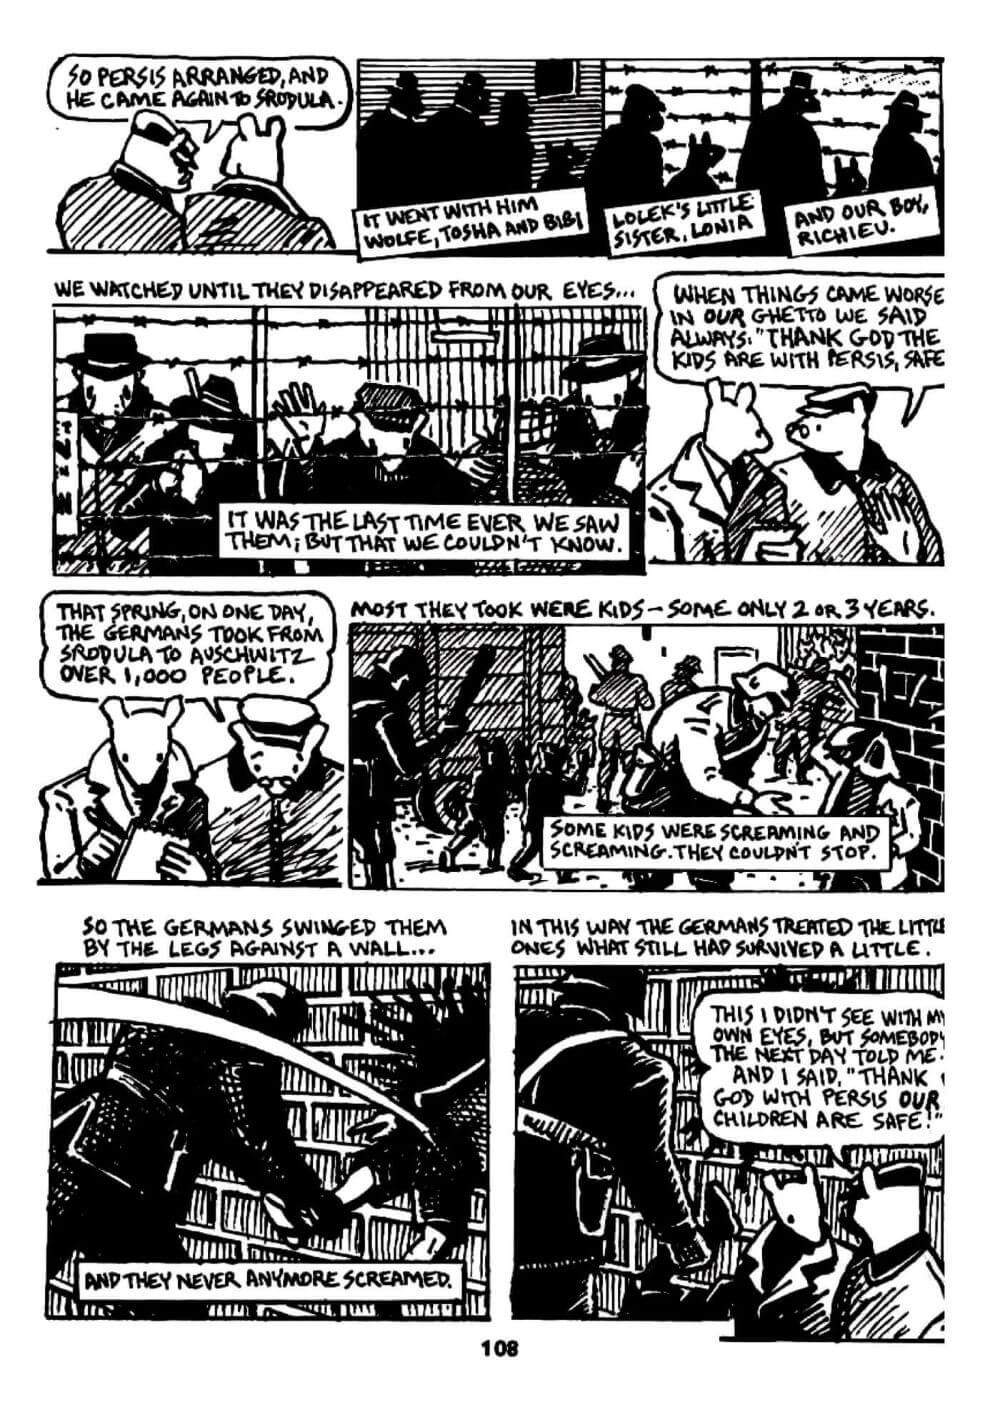 SO PERSIS ARRANGED, AND
HE CAME AGAIN TO SRODULA.
IT WENT WITH HIM
WOLFE, TOSHA AND BIBI
LOLEK'S LITTLE
SISTER, LONIA
AND OUR BOY,
RICHIEU.
WE WATCHED UNTIL THEY DISAPPEARED FROM OUR EYES...
IT WAS THE LAST TIME EVER WE SAW
THEM; BUT THAT WE COULDN'T KNOW.
WHEN THINGS CAME WORSE
IN OUR GHETTO WE SAID
ALWAYS: "THANK GOD THE
KIDS ARE WITH PERSIS, SAFE
THAT SPRING, ON ONE DAY,
THE GERMANS TOOK FROM
SRODULA TO AUSCHWITZ
OVER 1,000 PEOPLE.
MOST THEY TOOK WERE KIDS – SOME ONLY 2 OR 3 YEARS.
SOME KIDS WERE SCREAMING AND
SCREAMING. THEY COULDN'T STOP.
SO THE GERMANS SWINGED THEM
BY THE LEGS AGAINST A WALL...
AND THEY NEVER ANYMORE SCREAMED.
IN THIS WAY THE GERMANS TREATED THE LITTLE
ONES WHAT STILL HAD SURVIVED A LITTLE.
THIS I DIDN'T SEE WITH MY
OWN EYES, BUT SOMEBODY
THE NEXT DAY TOLD ME.
AND I SAID, "THANK
GOD WITH PERSIS OUR
CHILDREN ARE SAFE!"
108